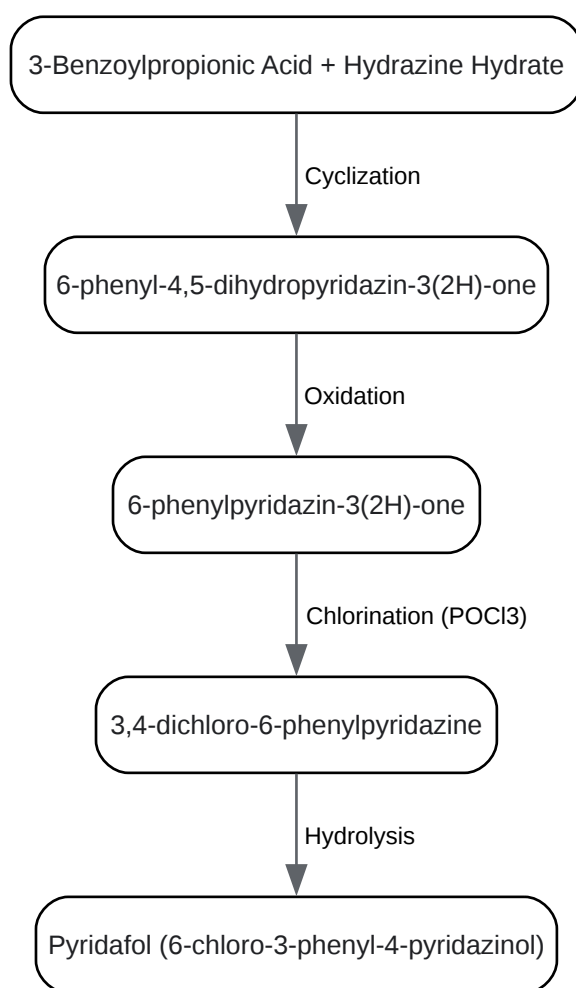 3-Benzoylpropionic Acid + Hydrazine Hydrate
Cyclization
6-phenyl-4,5-dihydropyridazin-3(2H)-one
Oxidation
6-phenylpyridazin-3(2H)-one
Chlorination (POCl3)
3,4-dichloro-6-phenylpyridazine
Hydrolysis
Pyridafol (6-chloro-3-phenyl-4-pyridazinol)